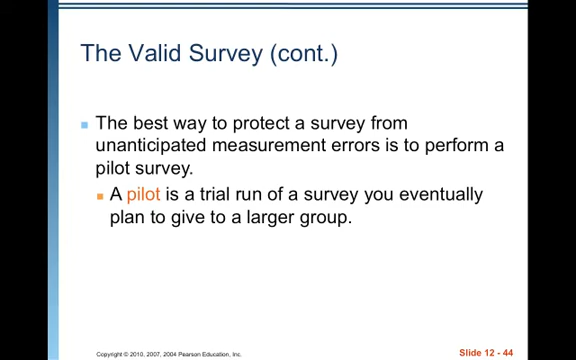 The Valid Survey (cont.)
The best way to protect a survey from
unanticipated measurement errors is to perform a
pilot survey.
A pilot is a trial run of a survey you eventually
plan to give to a larger group.
Copyright © 2010, 2007, 2004 Pearson Education, Inc.
Slide 12 - 44